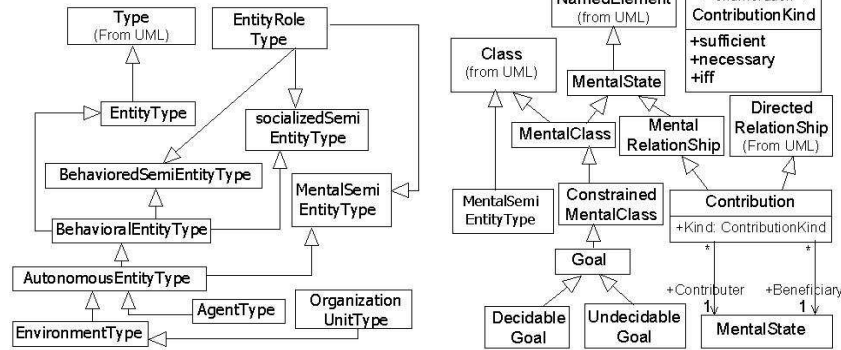 Type
(From UML)
EntityRole
Type
EntityType
socializedSemi
EntityType
BehavioredSemiEntityType
MentalSemi
EntityType
BehavioralEntityType
AutonomousEntityType
AgentType
Organization
UnitType
EnvironmentType
NamedElement
(from UML)
ContributionKind
+sufficient
+necessary
+iff
Class
(from UML)
MentalState
MentalClass
Mental
RelationShip
Directed
RelationShip
(From UML)
MentalSemi
EntityType
Constrained
MentalClass
Contribution
+Kind: ContributionKind
*
*
Goal
+Contributer
1
+Beneficiary
1
Decidable
Goal
Undecidable
Goal
MentalState